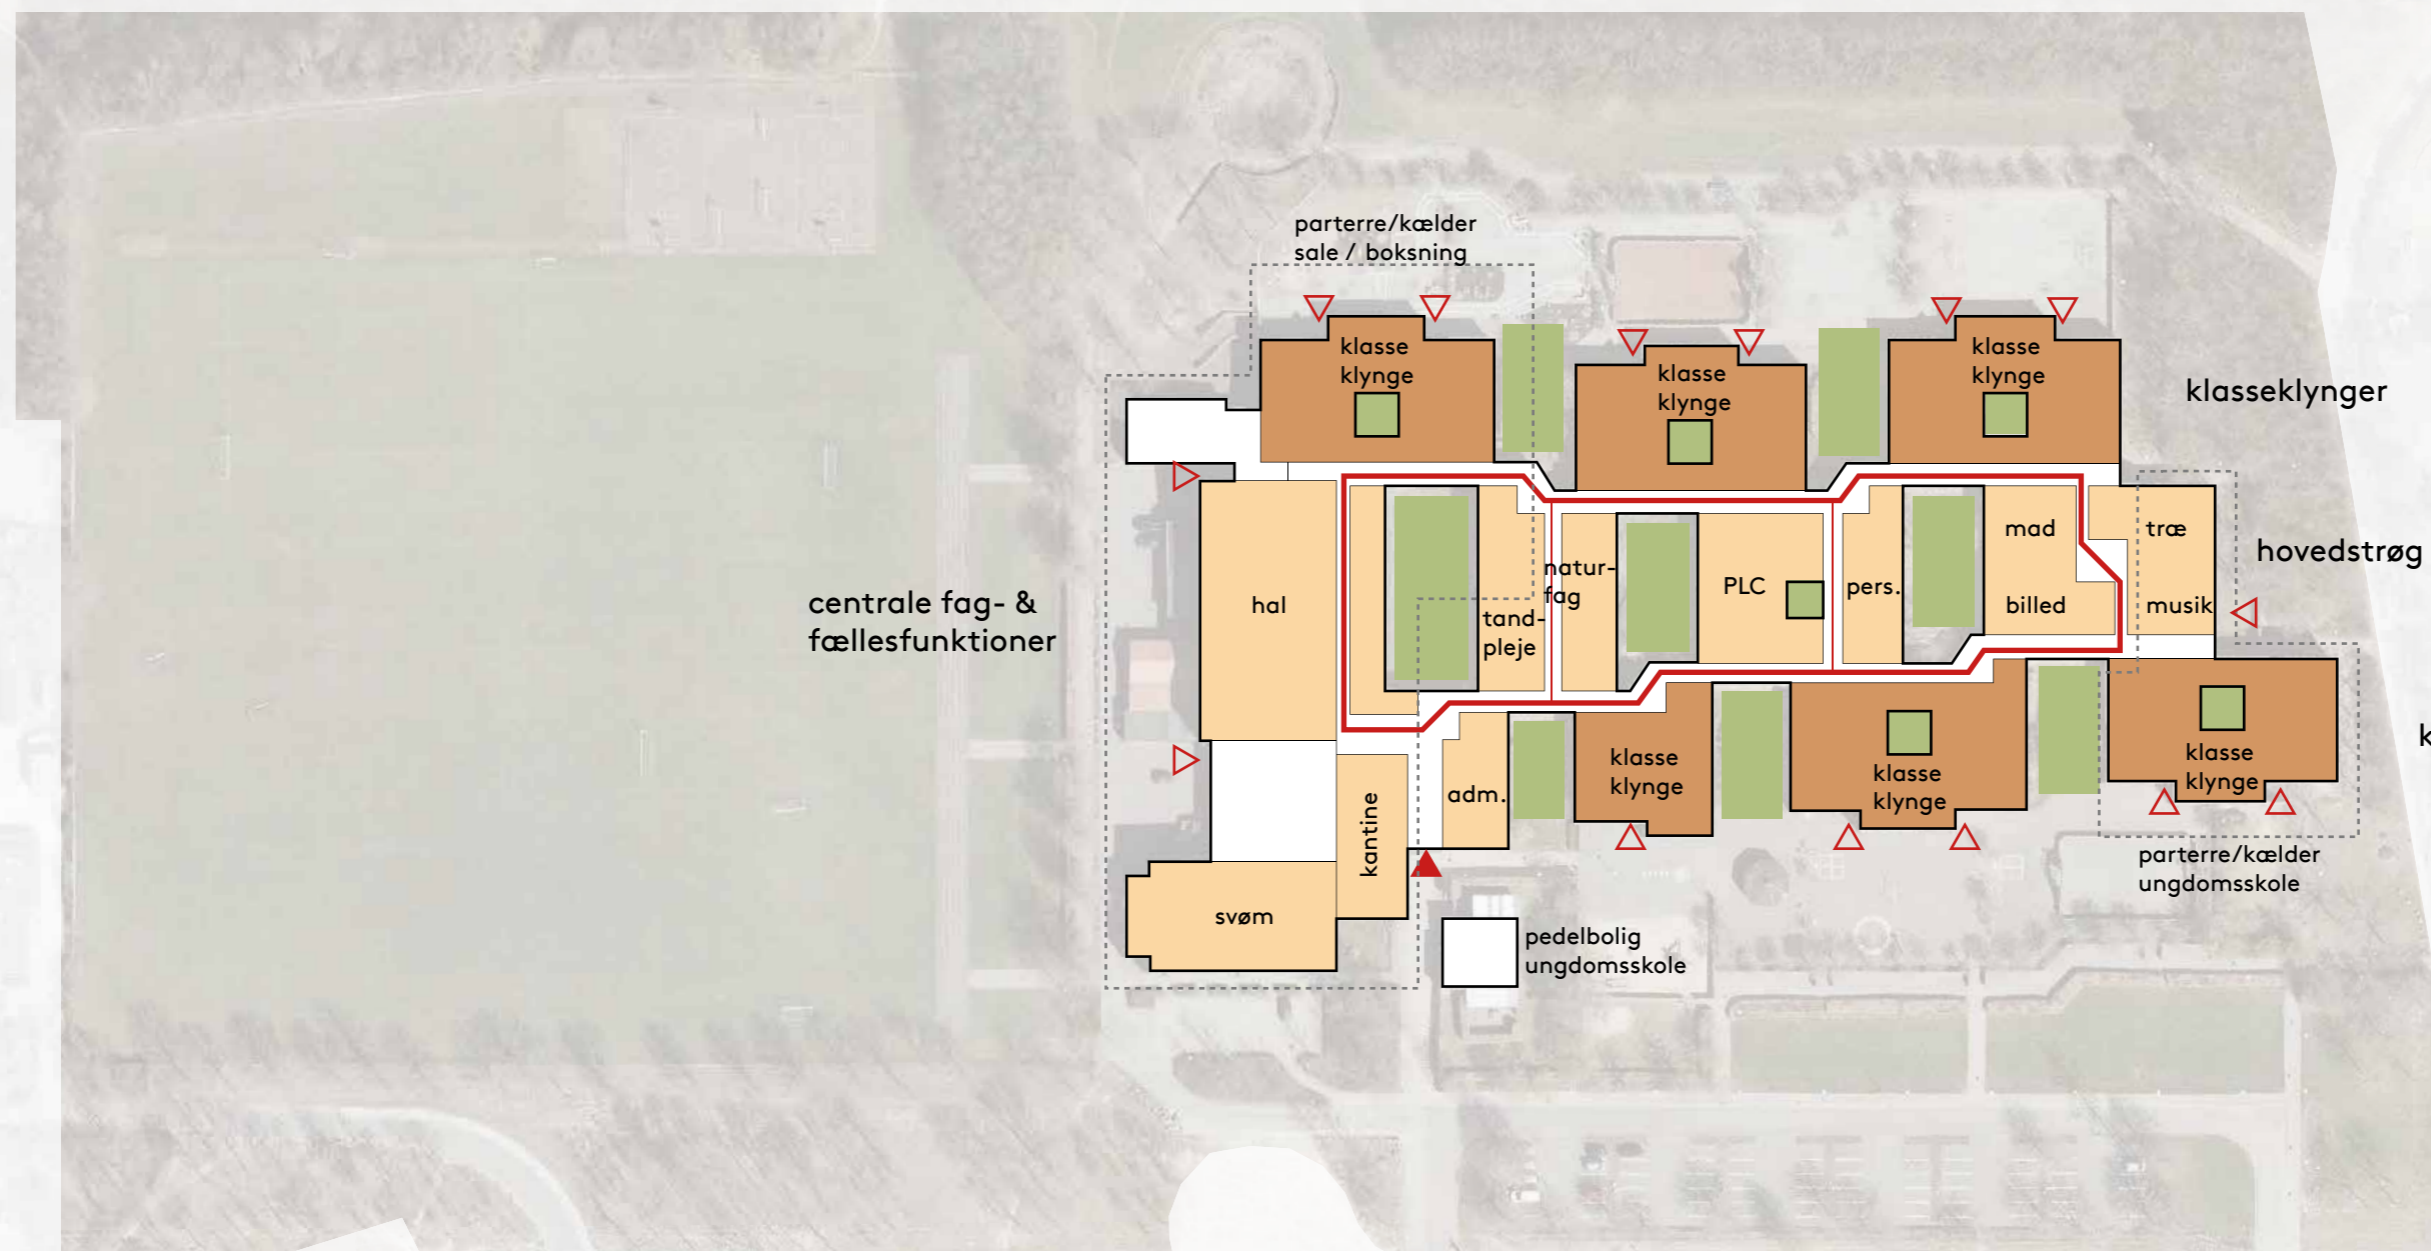 parterre/kælder
sale / boksning
klasse
klynge
klasse
klynge
klasse
klynge
klasseklynger
hovedstrøg
centrale fag- &
fællesfunktioner
hal
tand-
pleje
natur-
fag
PLC
pers.
mad
billed
træ
musik
klasse
klynge
klasse
klynge
klasse
klynge
k
adm.
kantine
svøm
parterre/kælder
ungdomsskole
pedelbolig
ungdomsskole